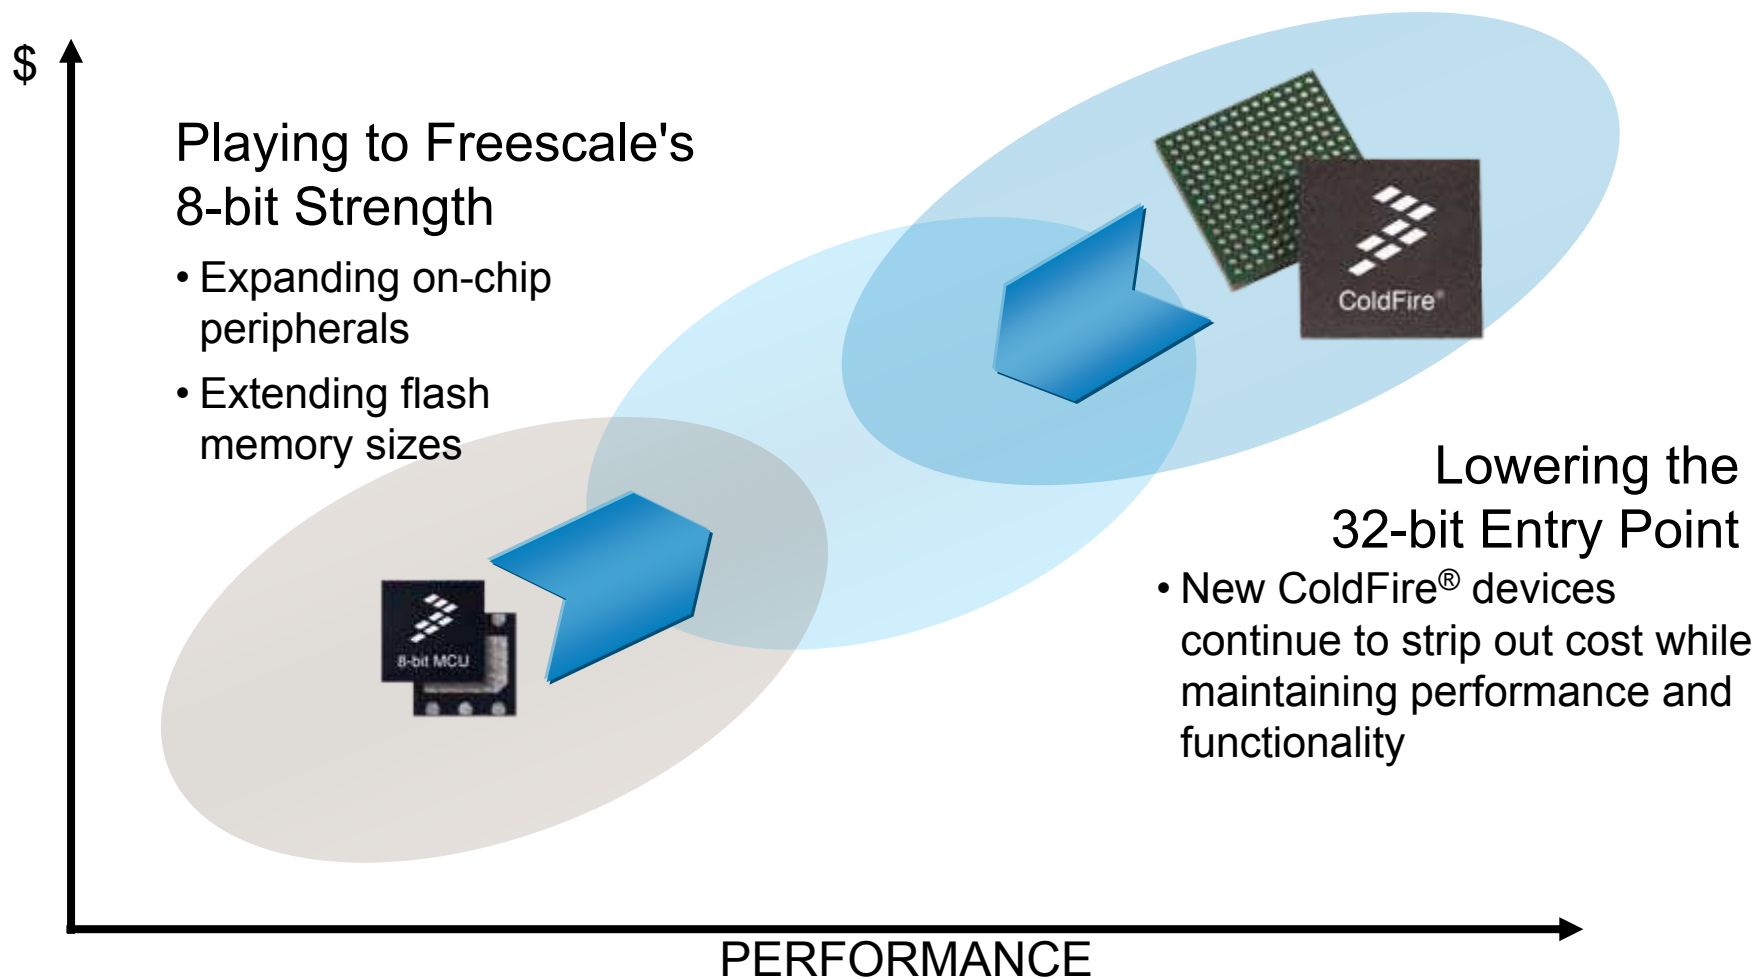 $
Playing to Freescale's
8-bit Strength
• Expanding on-chip
peripherals
• Extending flash
memory sizes
ColdFire®
8-bit MCU
Lowering the
32-bit Entry Point
• New ColdFire® devices
continue to strip out cost while
maintaining performance and
functionality
PERFORMANCE